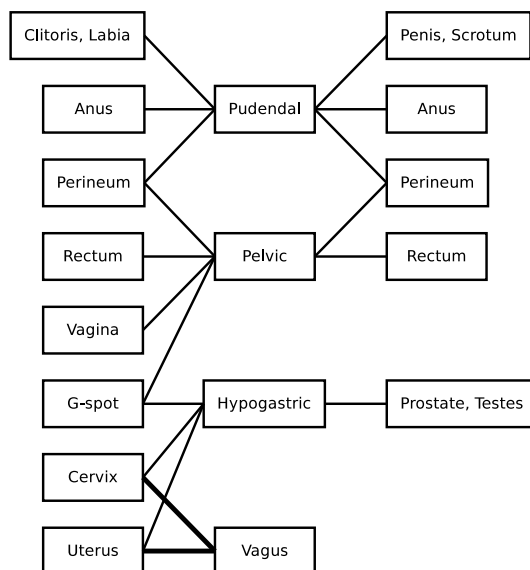 Clitoris, Labia
Penis, Scrotum
Anus
Pudendal
Anus
Perineum
Perineum
Rectum
Pelvic
Rectum
Vagina
G-spot
Hypogastric
Prostate, Testes
Cervix
Uterus
Vagus